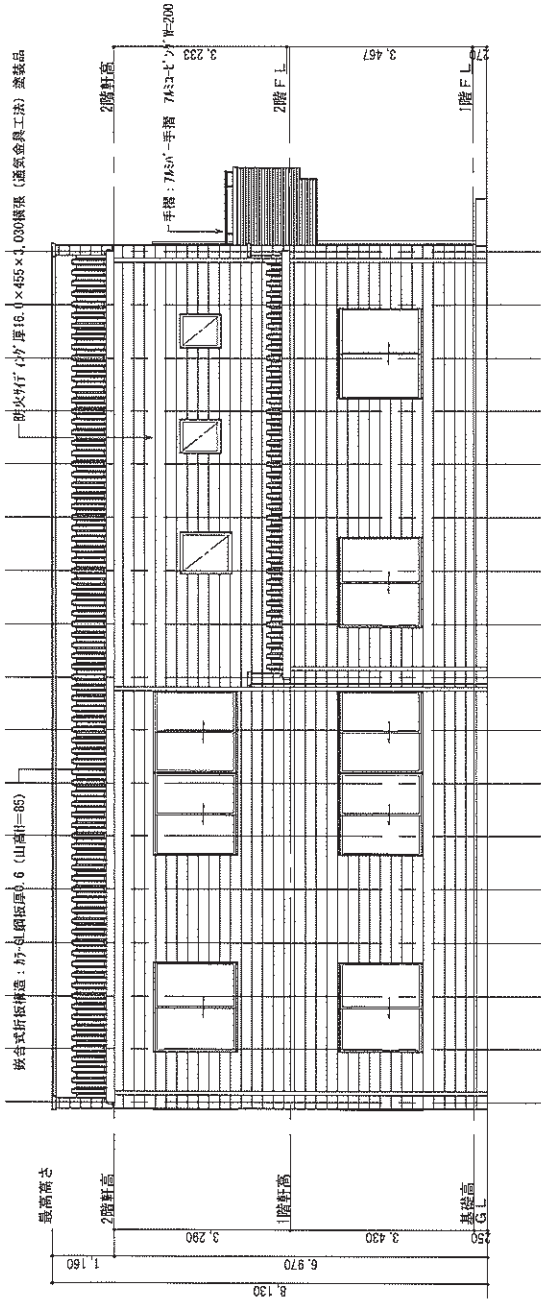 嵌合式折板構造：ｶﾗｰGL鋼板厚0.6 (山高H=85)
防火ｻｲﾃﾞｨﾝｸﾞ厚16.0×455×3,030横張 (通気金具工法) 塗装品
手摺：ｱﾙﾐﾊﾞｰ手摺 ｱﾙﾐｺｰﾋﾟﾝｸﾞW=200
最高高さ
2階軒高
1階軒高
基礎高
GL
8,130
1,160
6,970
3,290
3,430
250
2階軒高
2階FL
1階FL
3,233
3,467
270